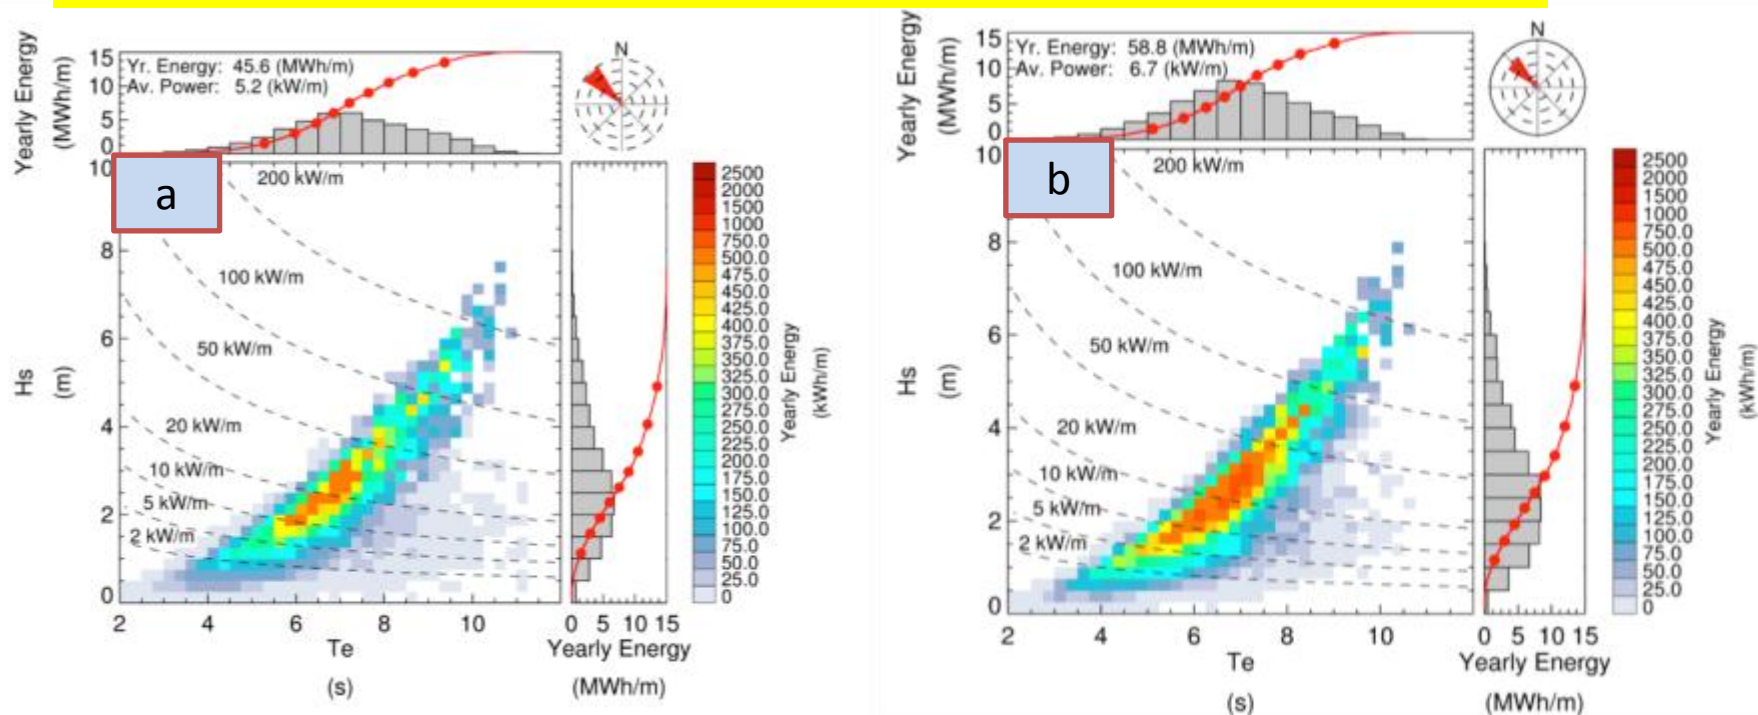 Yr. Energy: 45.6 (MWh/m)
Av. Power: 5.2 (kW/m)
Yearly Energy
(MWh/m)
15
10
5
0
N
a
10
8
6
4
2
0
Hs
(m)
200 kW/m
100 kW/m
50 kW/m
20 kW/m
10 kW/m
5 kW/m
2 kW/m
2 4 6 8 10
Te
(s)
0 5 10 15
Yearly Energy
(MWh/m)
2500
2000
1500
1000
750.0
500.0
475.0
450.0
425.0
400.0
350.0
325.0
300.0
275.0
250.0
225.0
200.0
175.0
150.0
125.0
100.0
75.0
50.0
25.0
0
Yearly Energy
(kWh/m)
Yr. Energy: 58.8 (MWh/m)
Av. Power: 6.7 (kW/m)
Yearly Energy
(MWh/m)
15
10
5
0
N
b
10
8
6
4
2
0
Hs
(m)
200 kW/m
100 kW/m
50 kW/m
20 kW/m
10 kW/m
5 kW/m
2 kW/m
2 4 6 8 10
Te
(s)
0 5 10 15
Yearly Energy
(MWh/m)
2500
2000
1500
1000
750.0
500.0
475.0
450.0
425.0
400.0
350.0
325.0
300.0
275.0
250.0
225.0
200.0
175.0
150.0
125.0
100.0
75.0
50.0
25.0
0
Yearly Energy
(kWh/m)